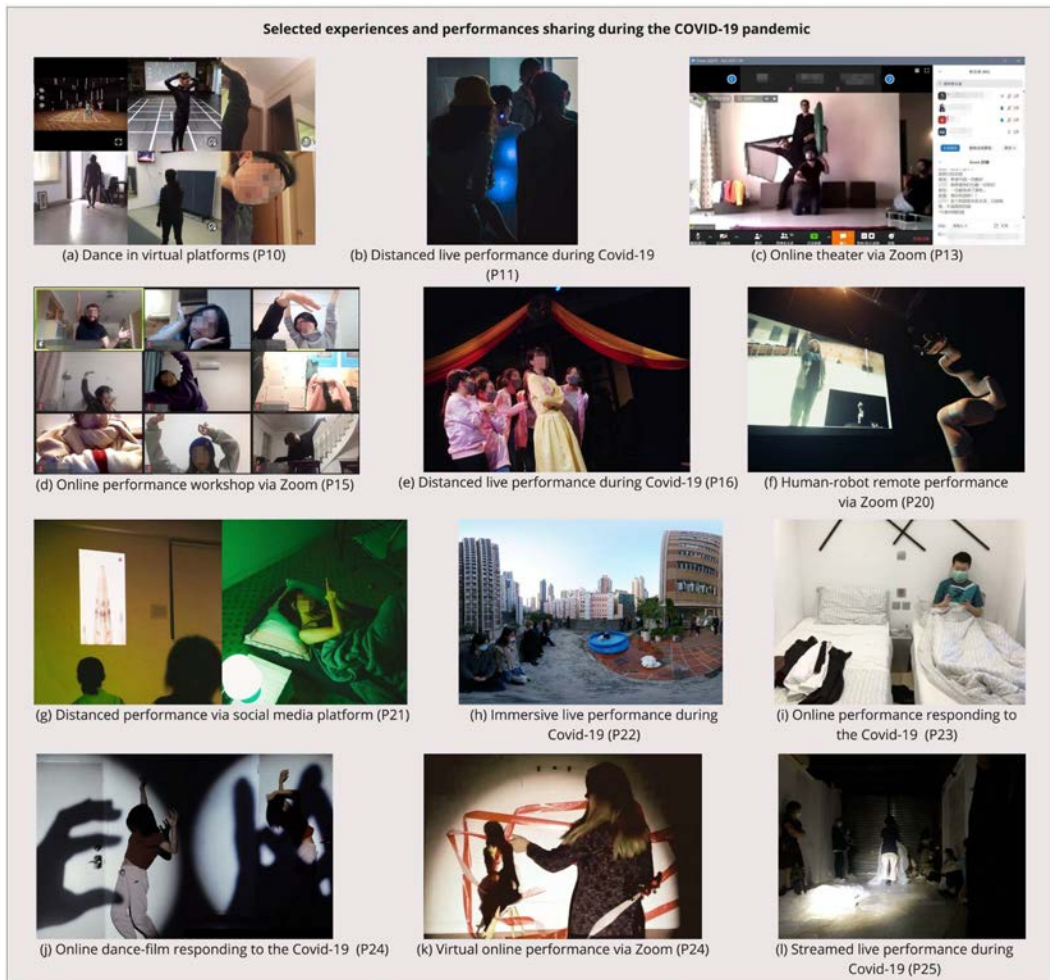 Selected experiences and performances sharing during the COVID-19 pandemic
(a) Dance in virtual platforms (P10)
(b) Distanced live performance during Covid-19
(P11)
(c) Online theater via Zoom (P13)
(d) Online performance workshop via Zoom (P15)
(e) Distanced live performance during Covid-19 (P16)
(f) Human-robot remote performance
via Zoom (P20)
(g) Distanced performance via social media platform (P21)
(h) Immersive live performance during
Covid-19 (P22)
(i) Online performance responding to
the Covid-19 (P23)
(j) Online dance-film responding to the Covid-19 (P24)
(k) Virtual online performance via Zoom (P24)
(l) Streamed live performance during
Covid-19 (P25)